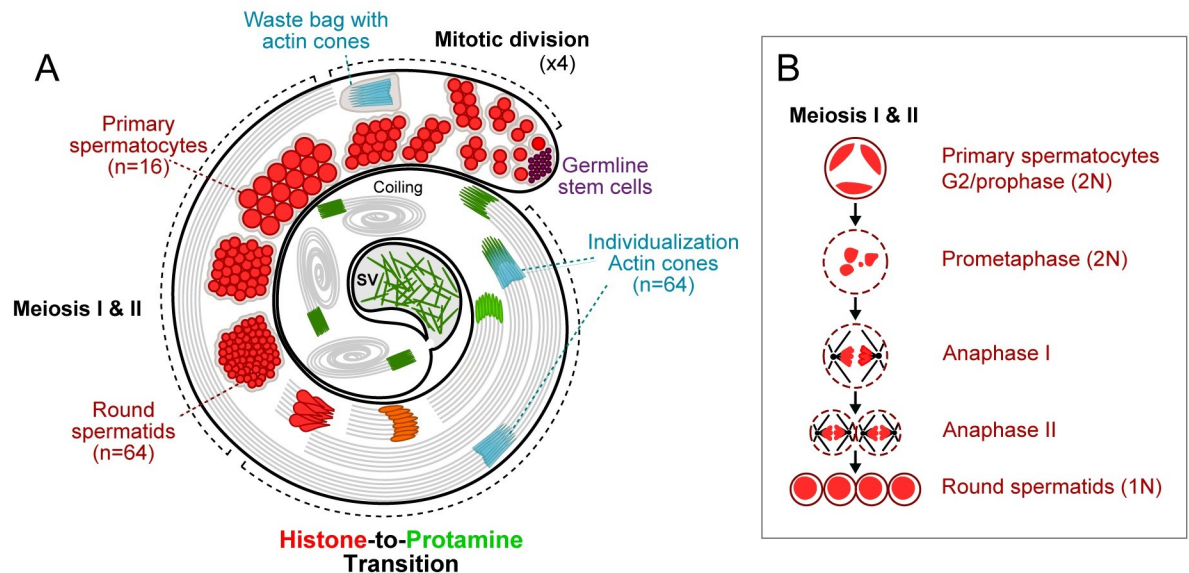 A
Waste bag with
actin cones
Mitotic division
(x4)
Primary
spermatocytes
(n=16)
Germline
stem cells
Coiling
Individualization
Actin cones
(n=64)
SV
Meiosis I & II
Round
spermatids
(n=64)
Histone-to-Protamine
Transition
B
Meiosis I & II
Primary spermatocytes
G2/prophase (2N)
Prometaphase (2N)
Anaphase I
Anaphase II
Round spermatids (1N)